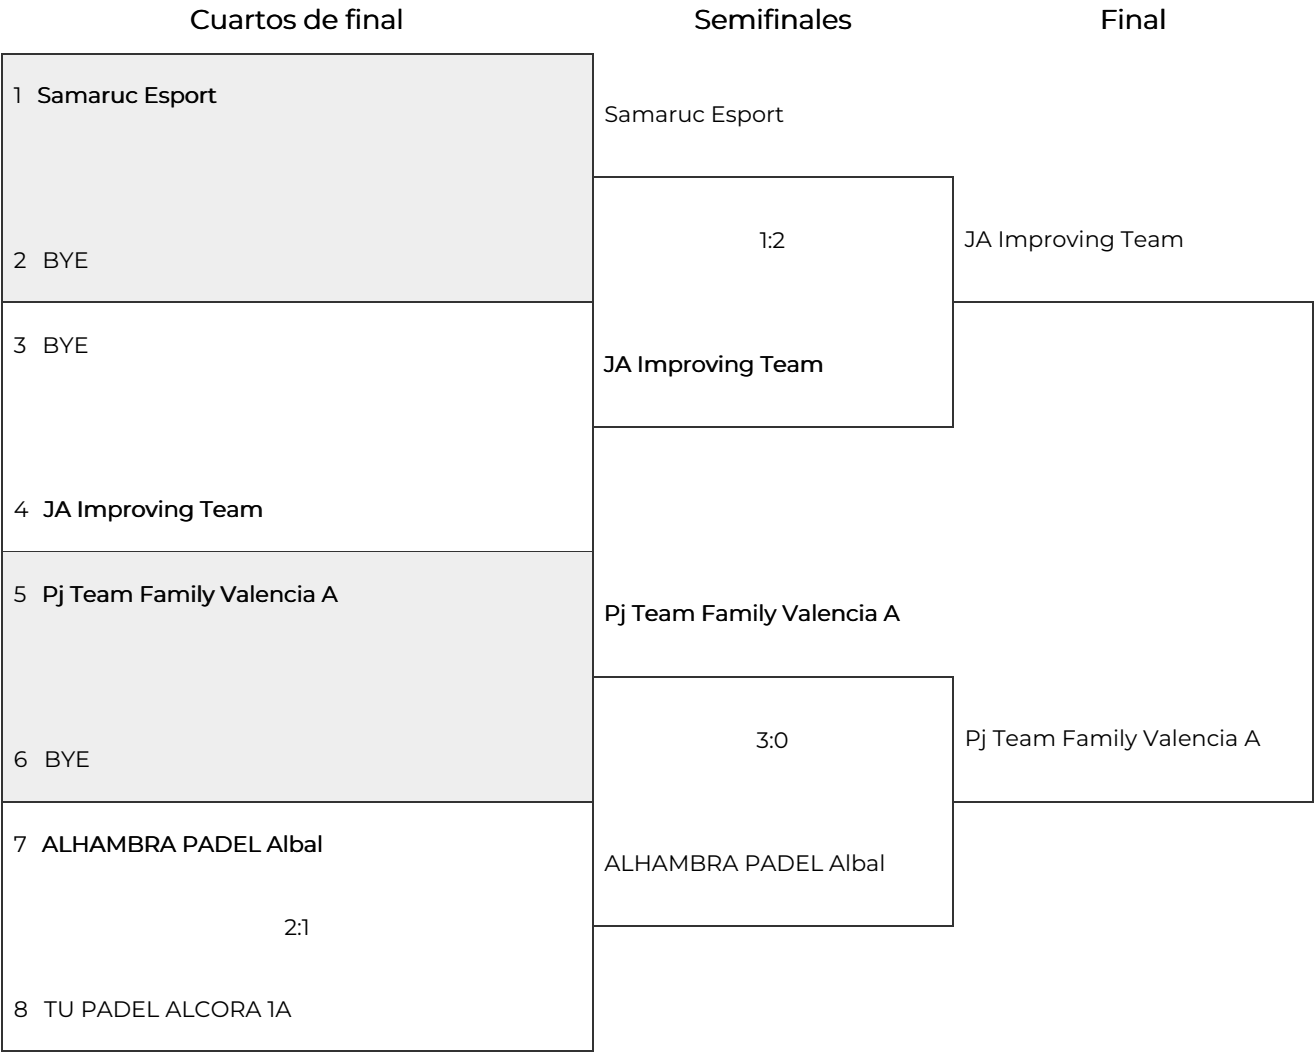 Cuartos de final
Semifinales
Final
1 Samaruc Esport
2 BYE
3 BYE
4 JA Improving Team
5 Pj Team Family Valencia A
6 BYE
7 ALHAMBRA PADEL Albal
2:1
8 TU PADEL ALCORA 1A
Samaruc Esport
1:2
JA Improving Team
Pj Team Family Valencia A
3:0
ALHAMBRA PADEL Albal
JA Improving Team
Pj Team Family Valencia A